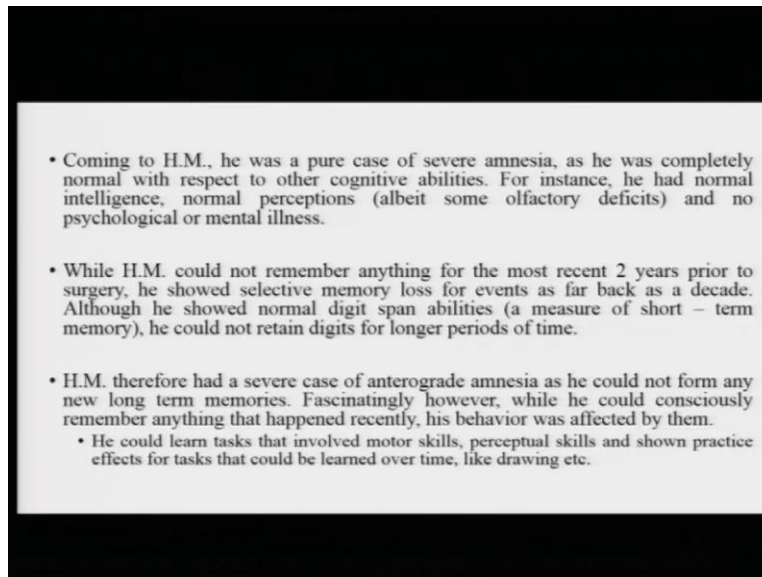 • Coming to H.M., he was a pure case of severe amnesia, as he was completely
normal with respect to other cognitive abilities. For instance, he had normal
intelligence, normal perceptions (albeit some olfactory deficits) and no
psychological or mental illness.
• While H.M. could not remember anything for the most recent 2 years prior to
surgery, he showed selective memory loss for events as far back as a decade.
Although he showed normal digit span abilities (a measure of short – term
memory), he could not retain digits for longer periods of time.
• H.M. therefore had a severe case of anterograde amnesia as he could not form any
new long term memories. Fascinatingly however, while he could consciously
remember anything that happened recently, his behavior was affected by them.
• He could learn tasks that involved motor skills, perceptual skills and shown practice
effects for tasks that could be learned over time, like drawing etc.